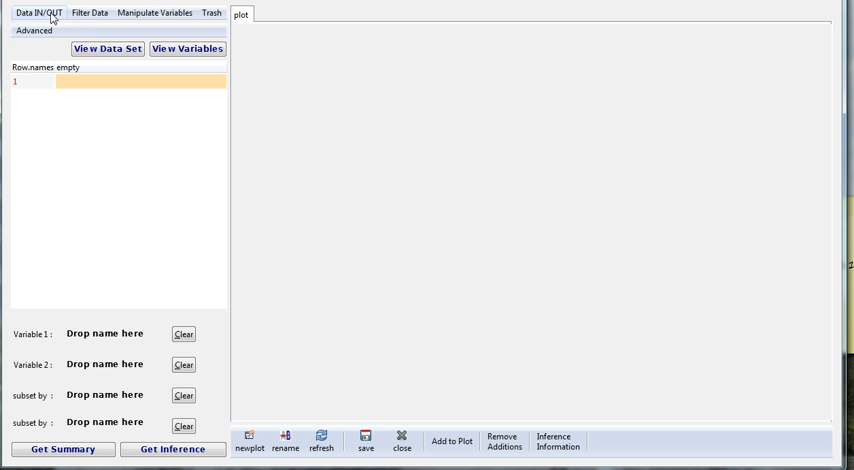 Data IN/OUT Filter Data Manipulate Variables Trash
plot
Advanced
View Data Set View Variables
Row.names empty
1
Variable 1 : Drop name here Clear
Variable 2 : Drop name here Clear
subset by : Drop name here Clear
subset by : Drop name here Clear
Get Summary Get Inference
newplot rename refresh save close Add to Plot Remove Additions Inference Information